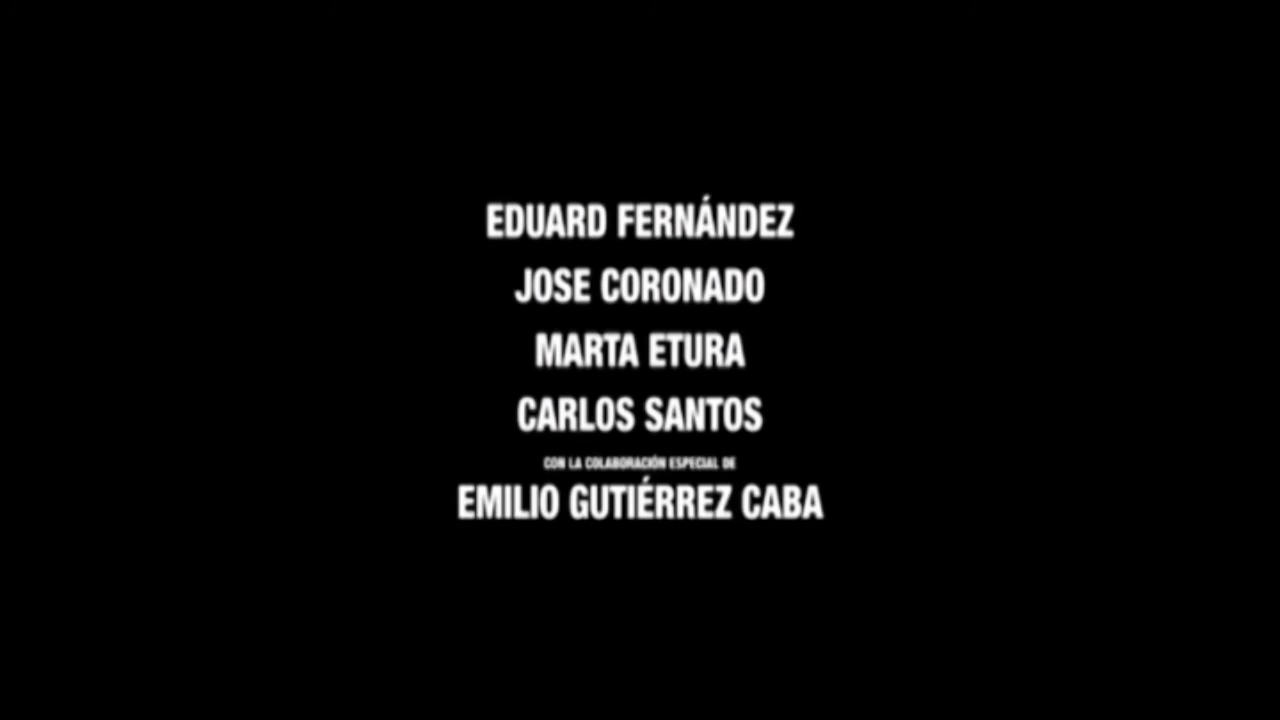 EDUARD FERNÁNDEZ
JOSE CORONADO
MARTA ETURA
CARLOS SANTOS
CON LA COLABORACIÓN ESPECIAL DE
EMILIO GUTIÉRREZ CABA